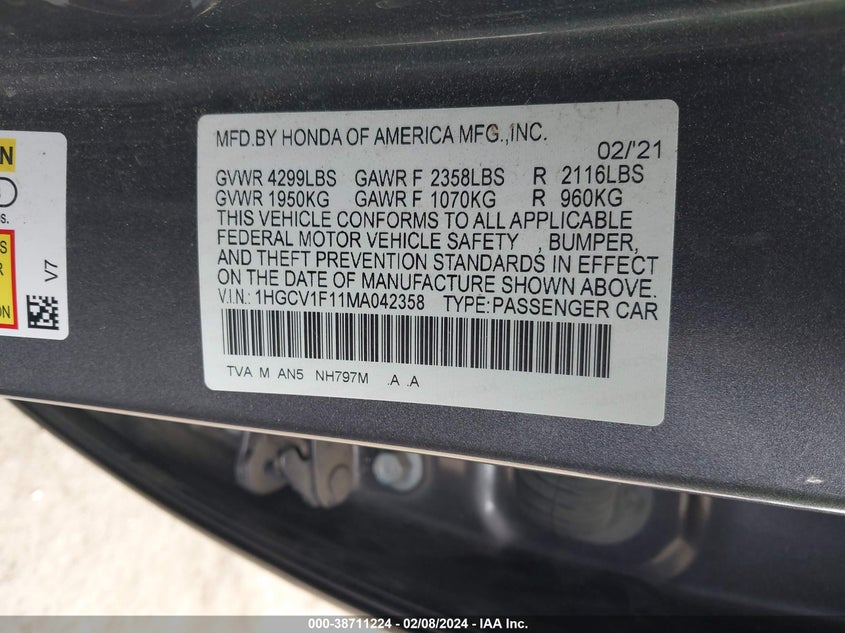 MFD.BY HONDA OF AMERICA MFG.,INC.
02/'21
GVWR 4299LBS GAWR F 2358LBS R 2116LBS
GVWR 1950KG GAWR F 1070KG R 960KG
THIS VEHICLE CONFORMS TO ALL APPLICABLE
FEDERAL MOTOR VEHICLE SAFETY , BUMPER,
AND THEFT PREVENTION STANDARDS IN EFFECT
ON THE DATE OF MANUFACTURE SHOWN ABOVE.
V.I.N.: 1HGCV1F11MA042358 TYPE:PASSENGER CAR
TVA M AN5 NH797M .A .A
V7
000-38711224 - 02/08/2024 - IAA Inc.